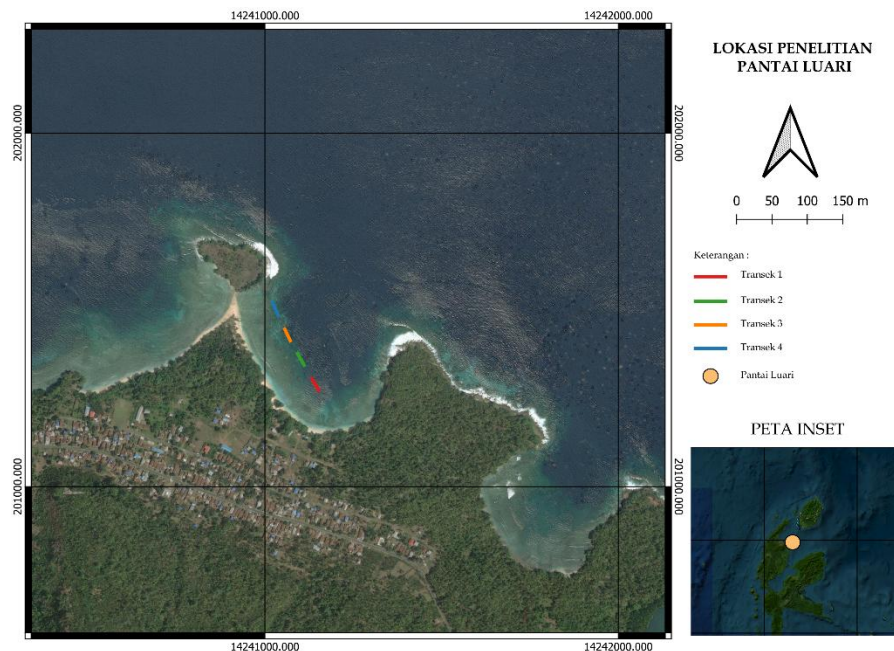 14241000.000
14242000.000
202000.000
202000.000
201000.000
201000.000
14241000.000
14242000.000
LOKASI PENELITIAN
PANTAI LUARI
0 50 100 150 m
Keterangan :
Transek 1
Transek 2
Transek 3
Transek 4
Pantai Luari
PETA INSET